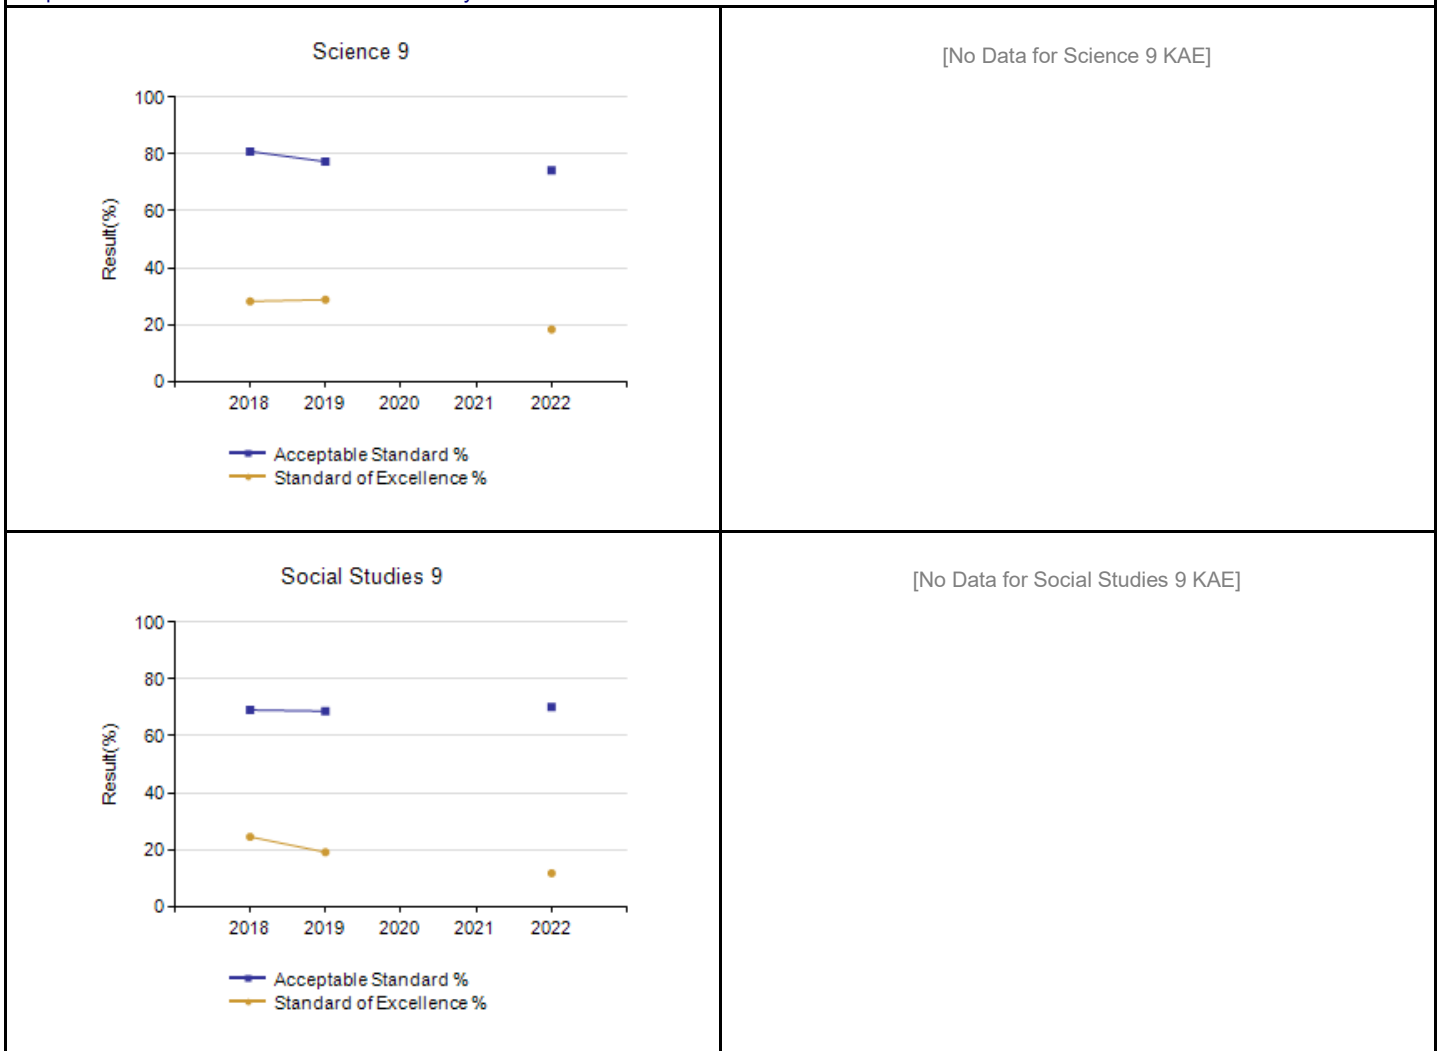 Science 9
100
80
60
40
20
0
Result(%)
2018 2019 2020 2021 2022
Acceptable Standard %
Standard of Excellence %
[No Data for Science 9 KAE]
Social Studies 9
100
80
60
40
20
0
Result(%)
2018 2019 2020 2021 2022
Acceptable Standard %
Standard of Excellence %
[No Data for Social Studies 9 KAE]